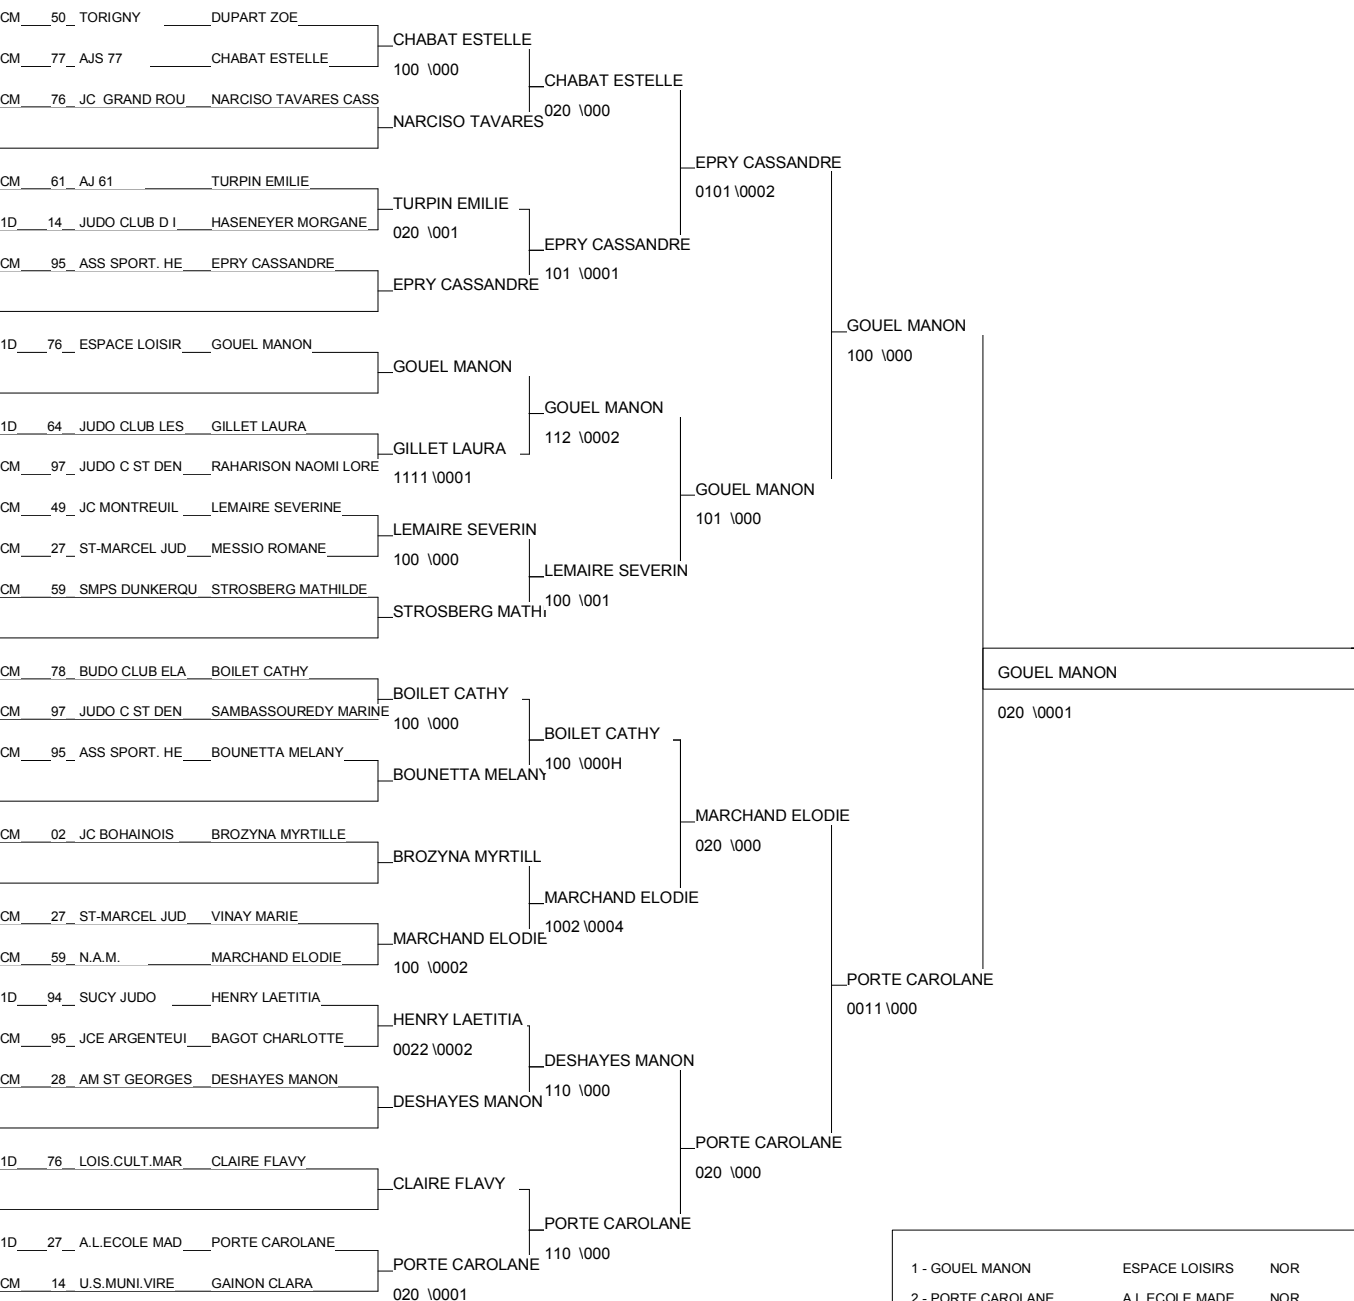 CM 50 TORIGNY DUPART ZOE
CHABAT ESTELLE
CM 77 AJS 77 CHABAT ESTELLE
100 \000
CHABAT ESTELLE
CM 76 JC GRAND ROU NARCISO TAVARES CASS
020 \000
NARCISO TAVARES
EPRY CASSANDRE
CM 61 AJ 61 TURPIN EMILIE
0101 \0002
TURPIN EMILIE
1D 14 JUDO CLUB D I HASENEYER MORGANE
020 \001
EPRY CASSANDRE
CM 95 ASS SPORT. HE EPRY CASSANDRE
101 \0001
EPRY CASSANDRE
GOUEL MANON
1D 76 ESPACE LOISIR GOUEL MANON
100 \000
GOUEL MANON
GOUEL MANON
1D 64 JUDO CLUB LES GILLET LAURA
112 \0002
GILLET LAURA
CM 97 JUDO C ST DEN RAHARISON NAOMI LORE
1111 \0001
GOUEL MANON
CM 49 JC MONTREUIL LEMAIRE SEVERINE
101 \000
LEMAIRE SEVERIN
CM 27 ST-MARCEL JUD MESSIO ROMANE
100 \000
LEMAIRE SEVERIN
CM 59 SMPS DUNKERQU STROSBERG MATHILDE
100 \001
STROSBERG MATHI
CM 78 BUDO CLUB ELA BOILET CATHY
GOUEL MANON
BOILET CATHY
CM 97 JUDO C ST DEN SAMBASSOUREDY MARINE
020 \0001
100 \000
BOILET CATHY
CM 95 ASS SPORT. HE BOUNETTA MELANY
100 \000H
BOUNETTA MELANY
MARCHAND ELODIE
CM 02 JC BOHAINOIS BROZYNA MYRTILLE
020 \000
BROZYNA MYRTILL
MARCHAND ELODIE
CM 27 ST-MARCEL JUD VINAY MARIE
1002 \0004
MARCHAND ELODIE
CM 59 N.A.M. MARCHAND ELODIE
100 \0002
PORTE CAROLANE
1D 94 SUCY JUDO HENRY LAETITIA
0011 \000
HENRY LAETITIA
CM 95 JCE ARGENTEUI BAGOT CHARLOTTE
0022 \0002
DESHAYES MANON
CM 28 AM ST GEORGES DESHAYES MANON
110 \000
DESHAYES MANON
PORTE CAROLANE
1D 76 LOIS.CULT.MAR CLAIRE FLAVY
020 \000
CLAIRE FLAVY
PORTE CAROLANE
1D 27 A.L.ECOLE MAD PORTE CAROLANE
110 \000
PORTE CAROLANE
1 - GOUEL MANON ESPACE LOISIRS NOR
CM 14 U.S.MUNI.VIRE GAINON CLARA
020 \0001
2 - PORTE CAROLANE A.L.ECOLE MADE NOR